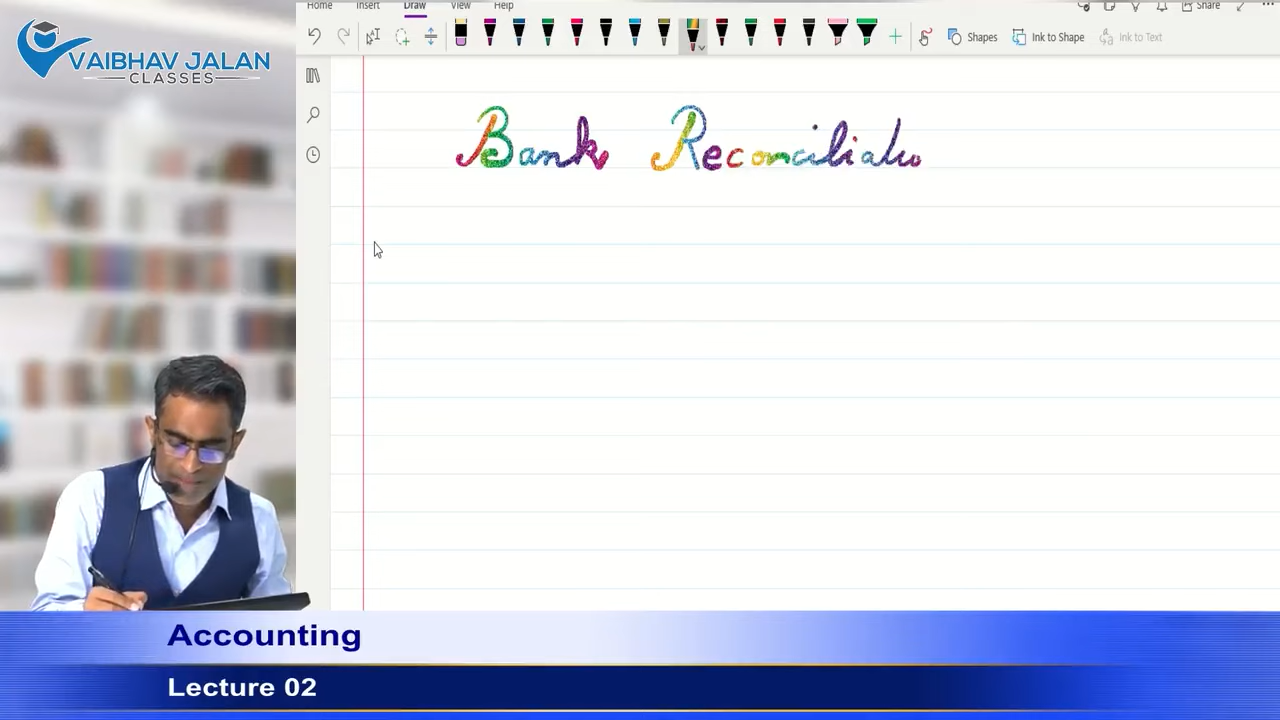 Home Insert Draw View Help
Share
VAIBHAV JALAN
CLASSES
Shapes Ink to Shape Ink to Text
Bank Reconciliatio
Accounting
Lecture 02